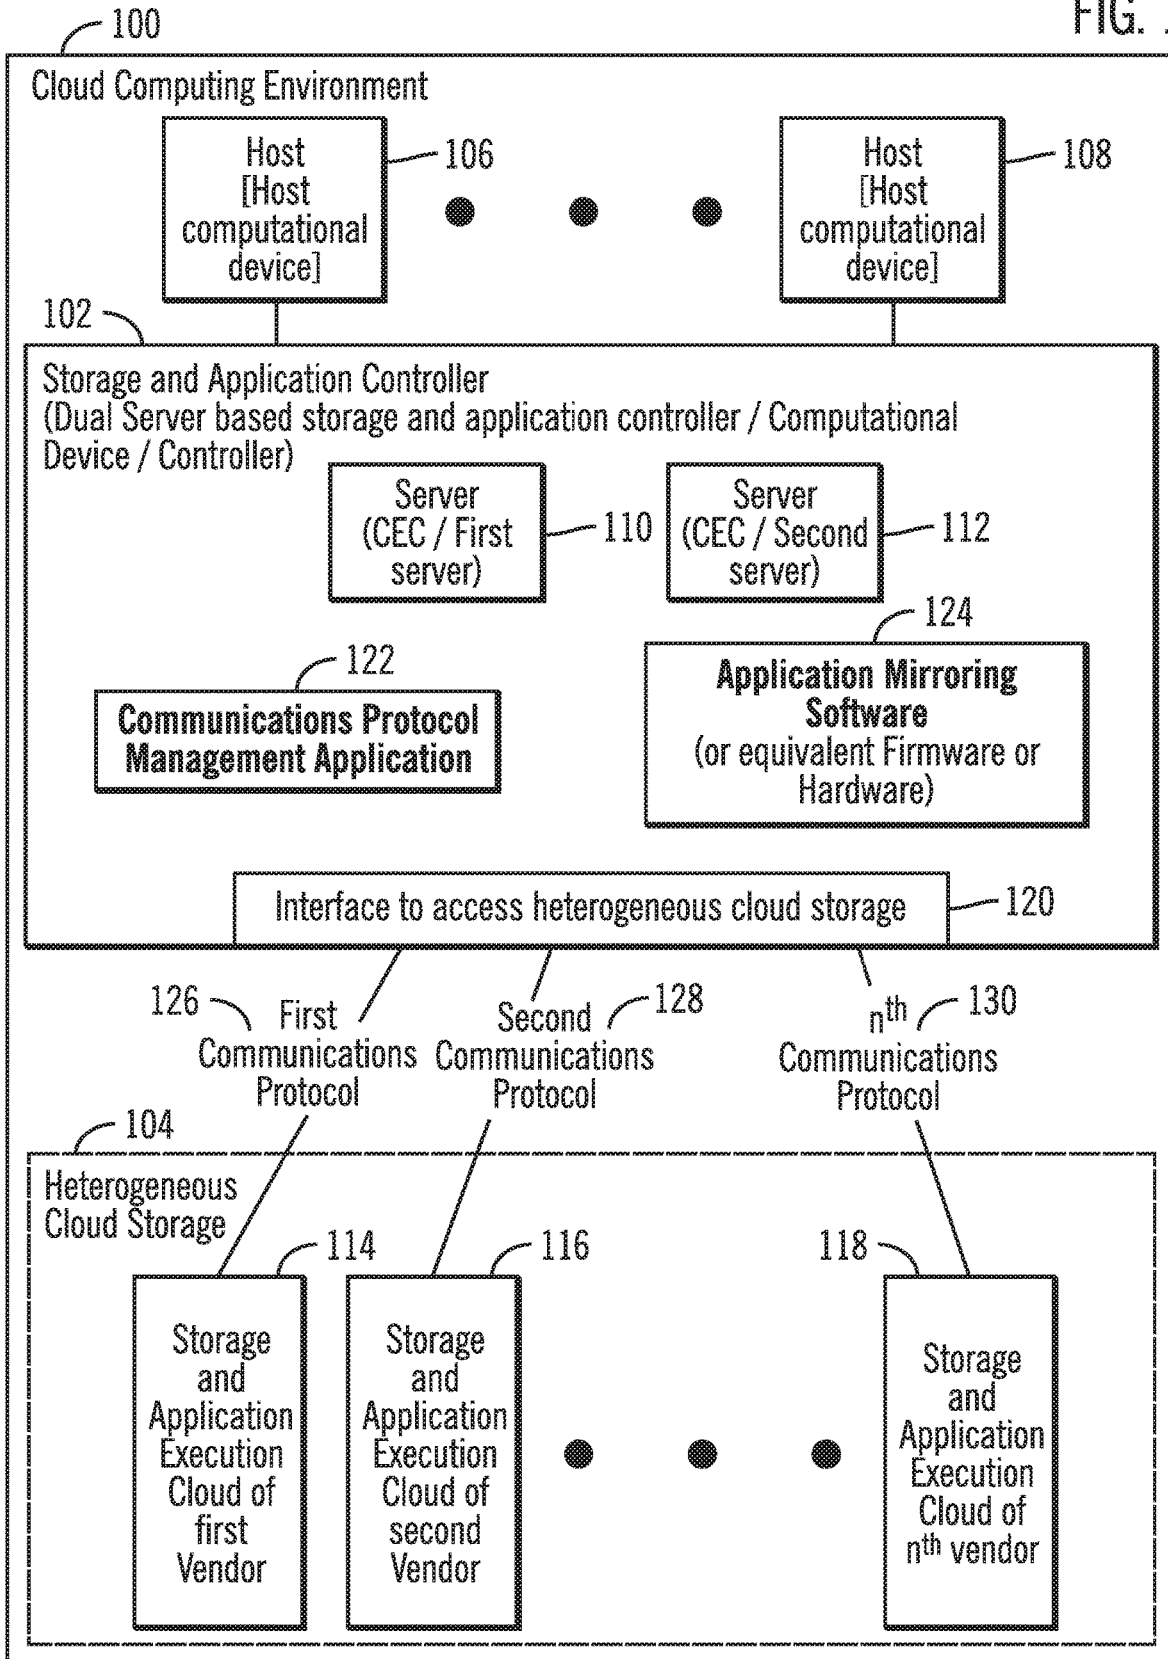 FIG.
100
Cloud Computing Environment
Host
[Host
computational
device]
106
Host
[Host
computational
device]
108
102
Storage and Application Controller
(Dual Server based storage and application controller / Computational
Device / Controller)
Server
(CEC / First
server)
110
Server
(CEC / Second
server)
112
124
122
Communications Protocol
Management Application
Application Mirroring
Software
(or equivalent Firmware or
Hardware)
Interface to access heterogeneous cloud storage
120
126
First
Communications
Protocol
128
Second
Communications
Protocol
130
nth
Communications
Protocol
104
Heterogeneous
Cloud Storage
114
Storage
and
Application
Execution
Cloud of
first
Vendor
116
Storage
and
Application
Execution
Cloud of
second
Vendor
118
Storage
and
Application
Execution
Cloud of
nth vendor